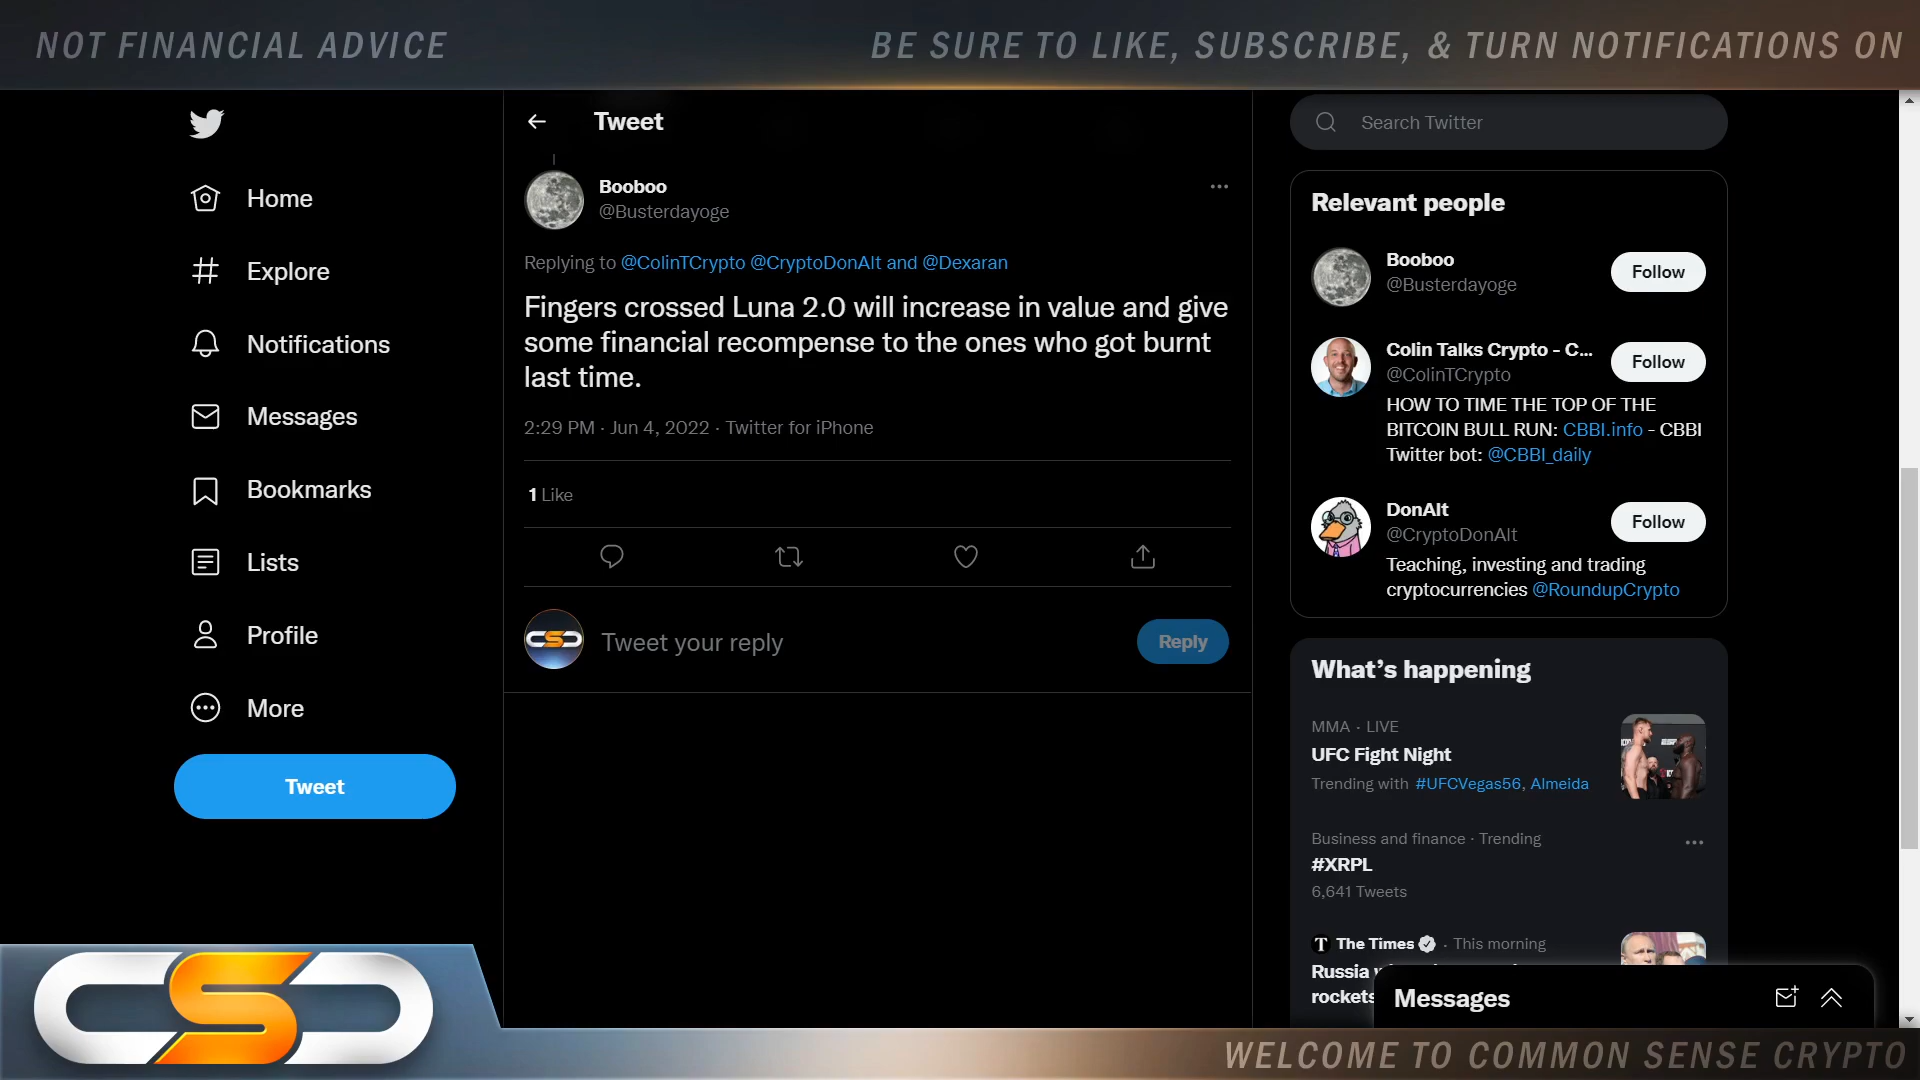 NOT FINANCIAL ADVICE
BE SURE TO LIKE, SUBSCRIBE, & TURN NOTIFICATIONS ON
Home
Explore
Notifications
Messages
Bookmarks
Lists
Profile
More
Tweet
Tweet
Booboo
@Busterdayoge
Replying to @ColinTCrypto @CryptoDonAlt and @Dexaran
Fingers crossed Luna 2.0 will increase in value and give
some financial recompense to the ones who got burnt
last time.
2:29 PM · Jun 4, 2022 · Twitter for iPhone
1 Like
Tweet your reply
Reply
Search Twitter
Relevant people
Booboo
@Busterdayoge
Follow
Colin Talks Crypto - C...
@ColinTCrypto
Follow
HOW TO TIME THE TOP OF THE
BITCOIN BULL RUN: CBBI.info - CBBI
Twitter bot: @CBBI_daily
DonAlt
@CryptoDonAlt
Follow
Teaching, investing and trading
cryptocurrencies @RoundupCrypto
What's happening
MMA · LIVE
UFC Fight Night
Trending with #UFCVegas56, Almeida
Business and finance · Trending
#XRPL
6,641 Tweets
T The Times · This morning
Russia
rockets
Messages
CSC
WELCOME TO COMMON SENSE CRYPTO